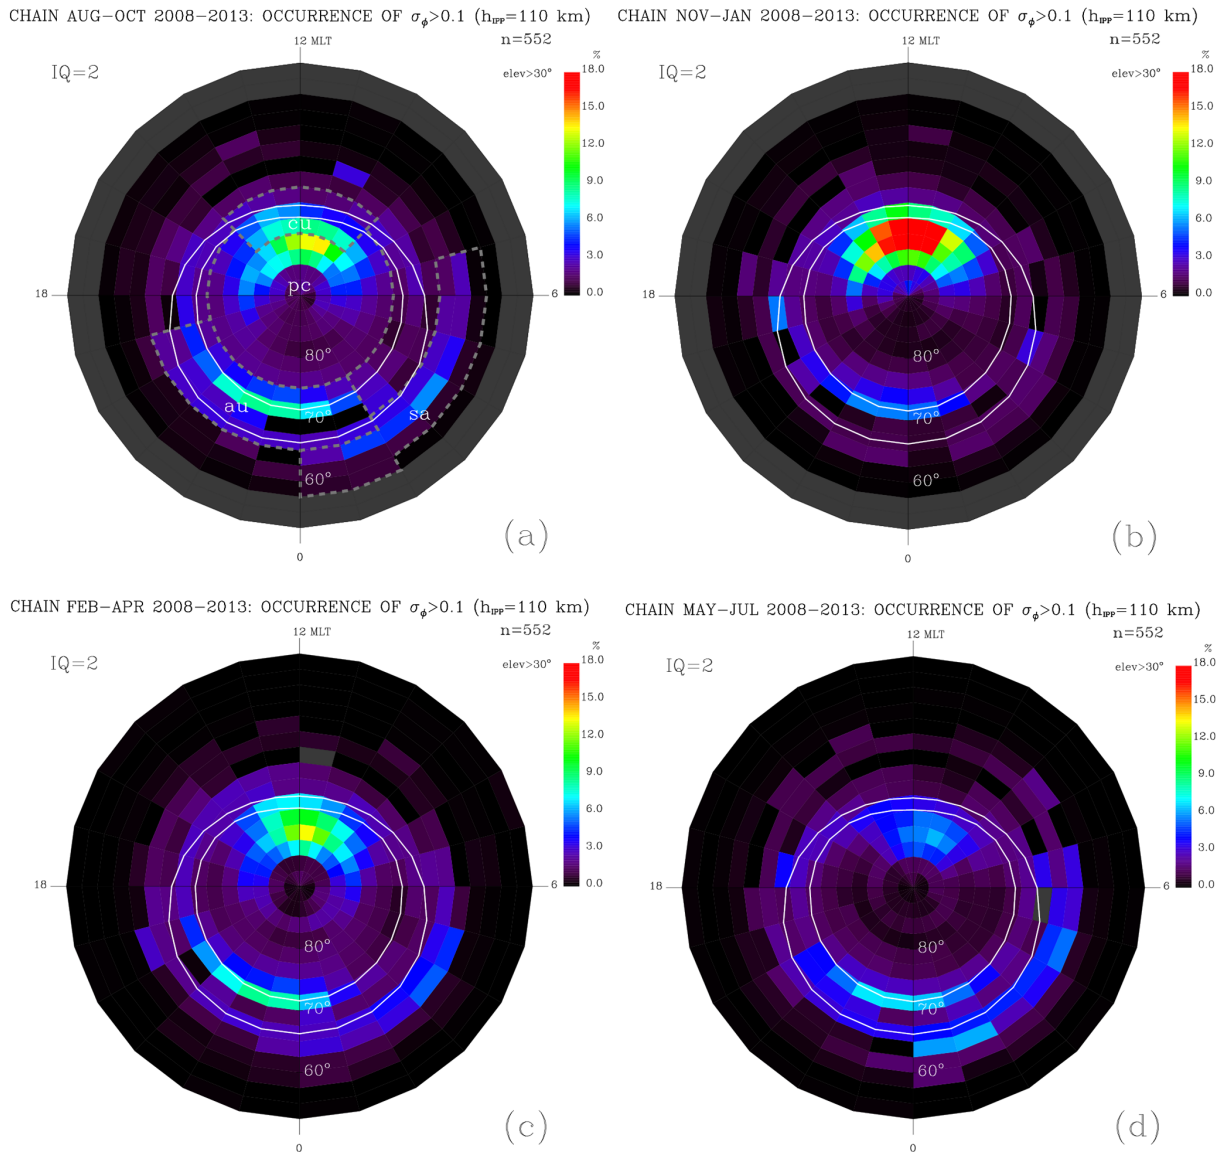 CHAIN AUG−OCT 2008−2013: OCCURRENCE OF σϕ>0.1 (hIPP=110 km)
12 MLT
n=552
IQ=2
elev>30°
%
18.0
15.0
12.0
9.0
6.0
3.0
0.0
cu
pc
18
6
80°
au
70°
sa
60°
0
(a)
CHAIN NOV−JAN 2008−2013: OCCURRENCE OF σϕ>0.1 (hIPP=110 km)
12 MLT
n=552
IQ=2
elev>30°
%
18.0
15.0
12.0
9.0
6.0
3.0
0.0
18
6
80°
70°
60°
0
(b)
CHAIN FEB−APR 2008−2013: OCCURRENCE OF σϕ>0.1 (hIPP=110 km)
12 MLT
n=552
IQ=2
elev>30°
%
18.0
15.0
12.0
9.0
6.0
3.0
0.0
18
6
80°
70°
60°
0
(c)
CHAIN MAY−JUL 2008−2013: OCCURRENCE OF σϕ>0.1 (hIPP=110 km)
12 MLT
n=552
IQ=2
elev>30°
%
18.0
15.0
12.0
9.0
6.0
3.0
0.0
18
6
80°
70°
60°
0
(d)